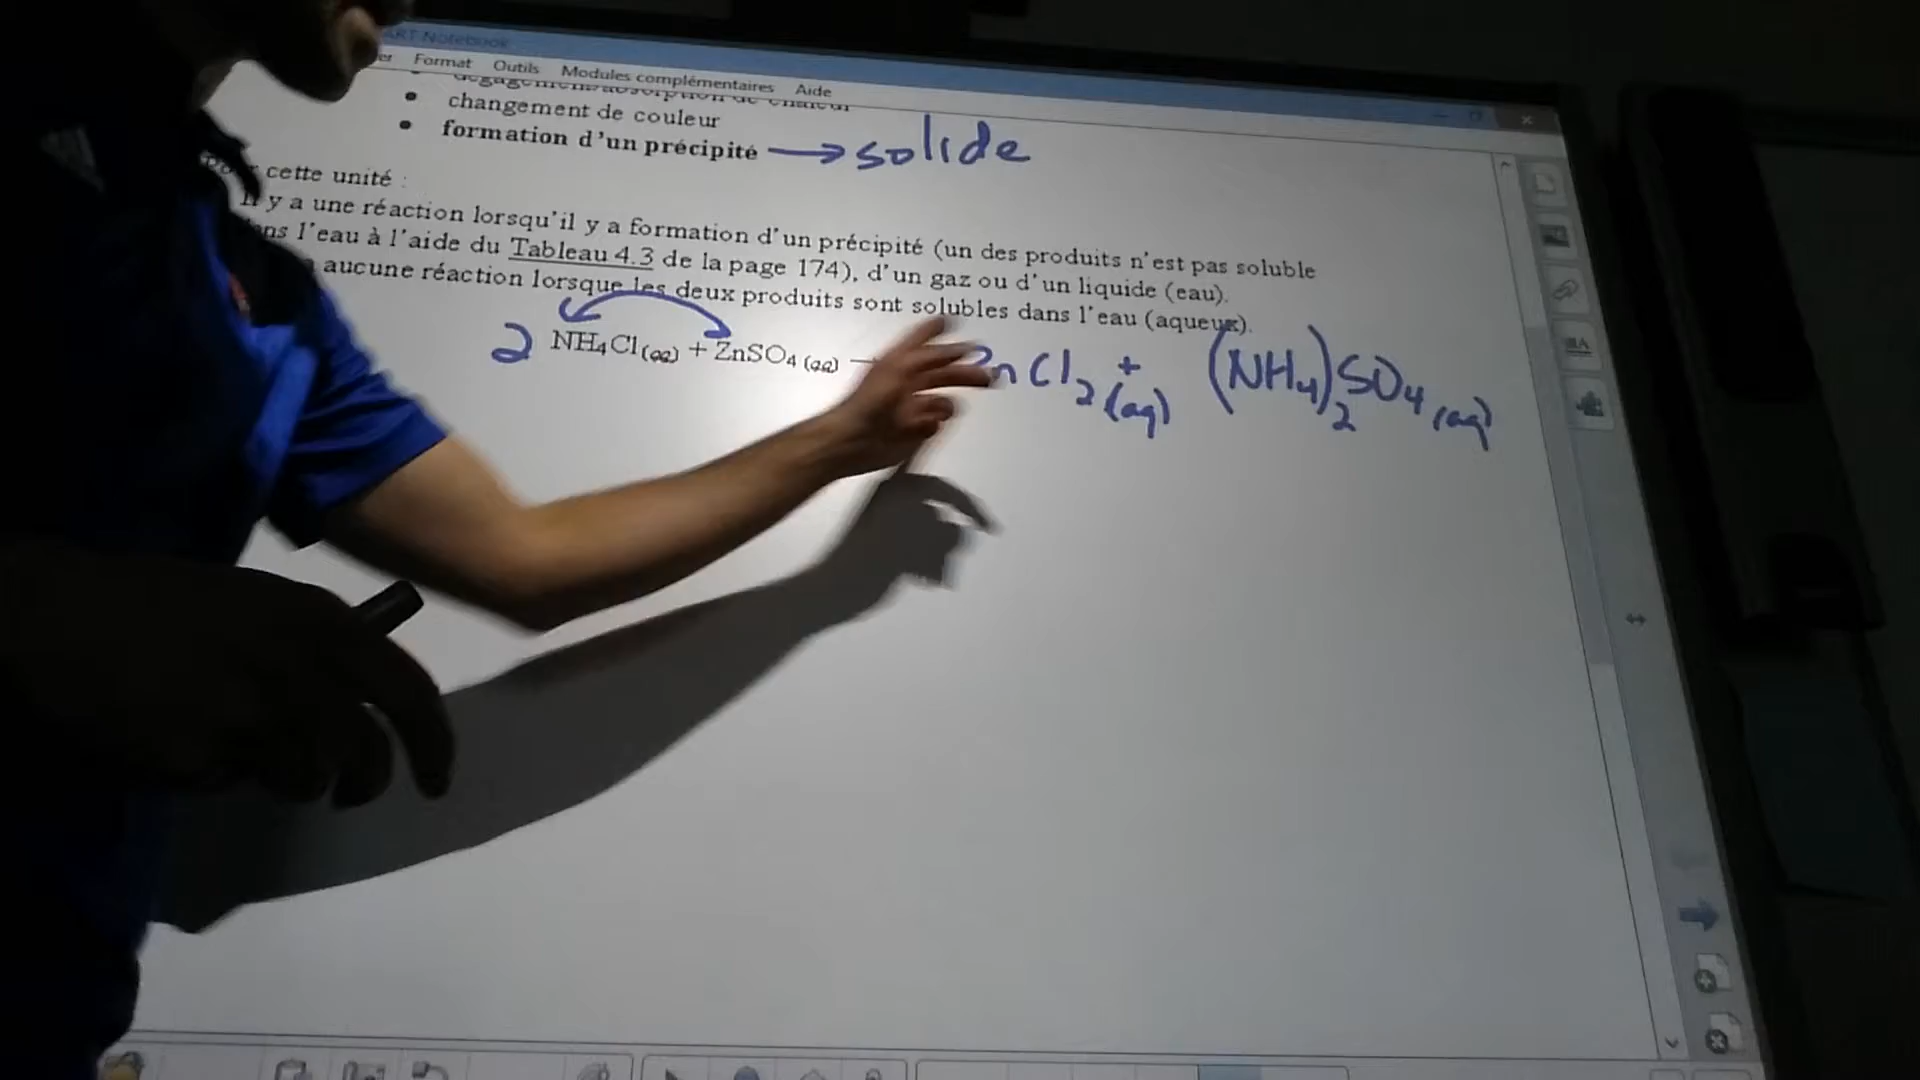 ART Notebook
er Format Outils Modules complémentaires Aide
dégagement/absorption de chaleur
• changement de couleur
• formation d'un précipité → solide
cette unité :
Il y a une réaction lorsqu'il y a formation d'un précipité (un des produits n'est pas soluble
ns l'eau à l'aide du Tableau 4.3 de la page 174), d'un gaz ou d'un liquide (eau).
aucune réaction lorsque les deux produits sont solubles dans l'eau (aqueux).
2 NH₄Cl(aq) + ZnSO₄ (aq) → ZnCl₂(aq) + (NH₄)₂SO₄(aq)